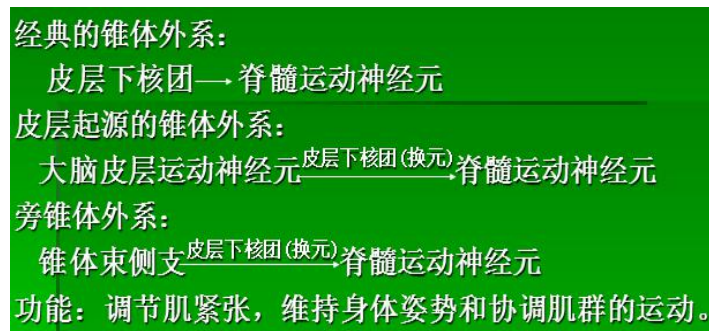 经典的锥体外系：
皮层下核团→脊髓运动神经元
皮层起源的锥体外系：
大脑皮层运动神经元皮层下核团(换元)→脊髓运动神经元
旁锥体外系：
锥体束侧支皮层下核团(换元)→脊髓运动神经元
功能：调节肌紧张，维持身体姿势和协调肌群的运动。